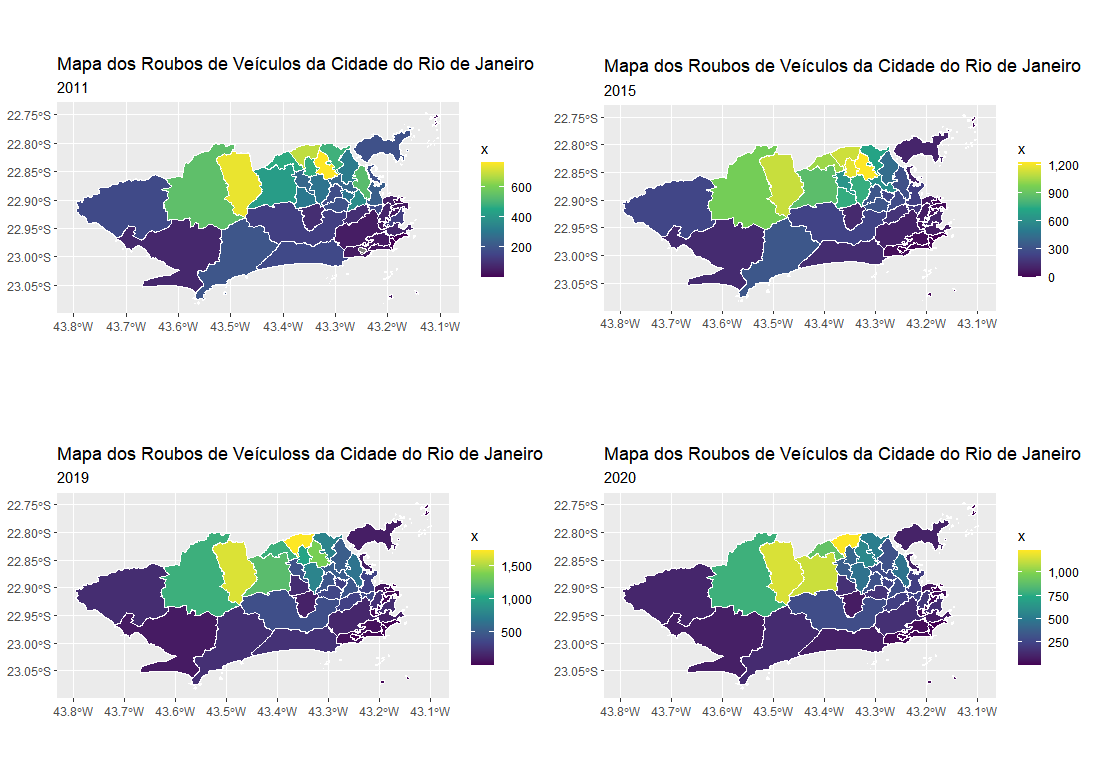 Mapa dos Roubos de Veículos da Cidade do Rio de Janeiro
2011
22.75°S
22.80°S
22.85°S
22.90°S
22.95°S
23.00°S
23.05°S
43.8°W 43.7°W 43.6°W 43.5°W 43.4°W 43.3°W 43.2°W 43.1°W
x
600
400
200
Mapa dos Roubos de Veículos da Cidade do Rio de Janeiro
2015
22.75°S
22.80°S
22.85°S
22.90°S
22.95°S
23.00°S
23.05°S
43.8°W 43.7°W 43.6°W 43.5°W 43.4°W 43.3°W 43.2°W 43.1°W
x
1,200
900
600
300
0
Mapa dos Roubos de Veículoss da Cidade do Rio de Janeiro
2019
22.75°S
22.80°S
22.85°S
22.90°S
22.95°S
23.00°S
23.05°S
43.8°W 43.7°W 43.6°W 43.5°W 43.4°W 43.3°W 43.2°W 43.1°W
x
1,500
1,000
500
Mapa dos Roubos de Veículos da Cidade do Rio de Janeiro
2020
22.75°S
22.80°S
22.85°S
22.90°S
22.95°S
23.00°S
23.05°S
43.8°W 43.7°W 43.6°W 43.5°W 43.4°W 43.3°W 43.2°W 43.1°W
x
1,000
750
500
250